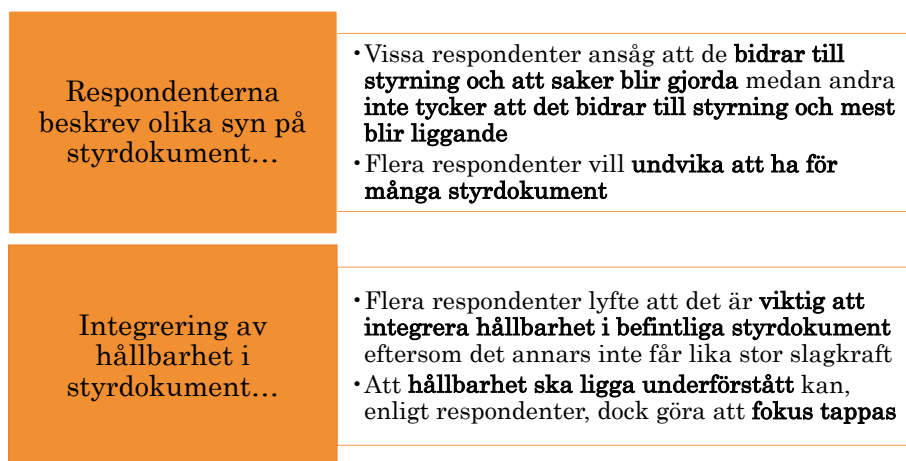 Respondenterna
beskrev olika syn på
styrdokument…
•Vissa respondenter ansåg att de bidrar till
styrning och att saker blir gjorda medan andra
inte tycker att det bidrar till styrning och mest
blir liggande
•Flera respondenter vill undvika att ha för
många styrdokument
Integrering av
hållbarhet i
styrdokument…
•Flera respondenter lyfte att det är viktig att
integrera hållbarhet i befintliga styrdokument
eftersom det annars inte får lika stor slagkraft
•Att hållbarhet ska ligga underförstått kan,
enligt respondenter, dock göra att fokus tappas